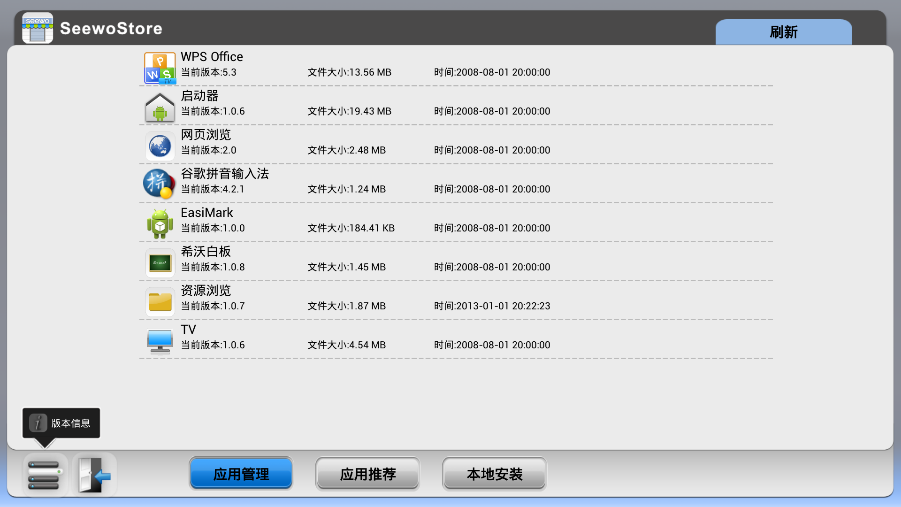 SeewoStore
刷新
WPS Office
当前版本:5.3 文件大小:13.56 MB 时间:2008-08-01 20:00:00
启动器
当前版本:1.0.6 文件大小:19.43 MB 时间:2008-08-01 20:00:00
网页浏览
当前版本:2.0 文件大小:2.48 MB 时间:2008-08-01 20:00:00
谷歌拼音输入法
当前版本:4.2.1 文件大小:1.24 MB 时间:2008-08-01 20:00:00
EasiMark
当前版本:1.0.0 文件大小:184.41 KB 时间:2008-08-01 20:00:00
希沃白板
当前版本:1.0.8 文件大小:1.45 MB 时间:2008-08-01 20:00:00
资源浏览
当前版本:1.0.7 文件大小:1.87 MB 时间:2013-01-01 20:22:23
TV
当前版本:1.0.6 文件大小:4.54 MB 时间:2008-08-01 20:00:00
版本信息
应用管理 应用推荐 本地安装